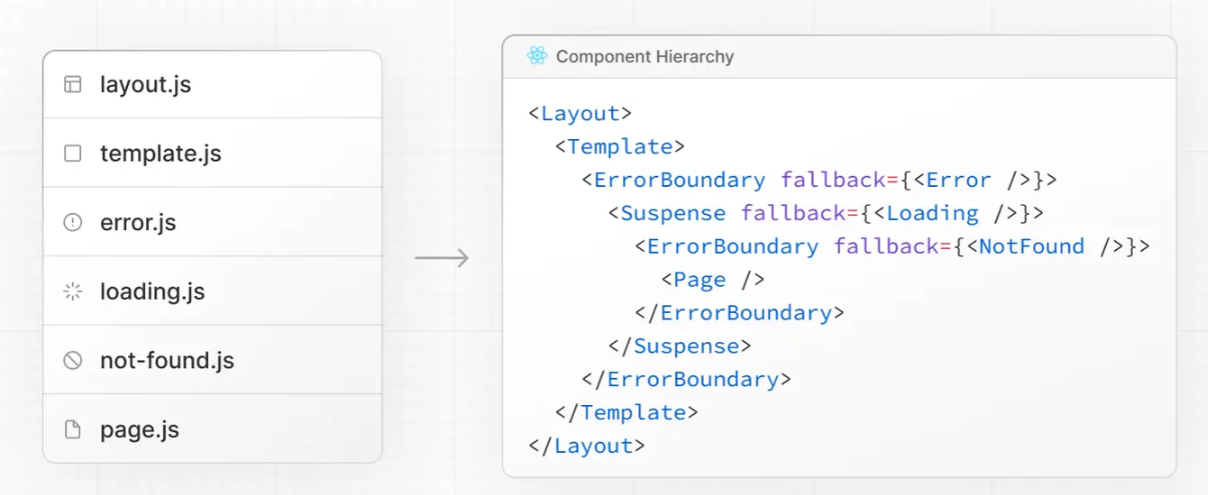 layout.js
template.js
error.js
loading.js
not-found.js
page.js
Component Hierarchy
<Layout>
  <Template>
    <ErrorBoundary fallback={<Error />}>
      <Suspense fallback={<Loading />}>
        <ErrorBoundary fallback={<NotFound />}>
          <Page />
        </ErrorBoundary>
      </Suspense>
    </ErrorBoundary>
  </Template>
</Layout>